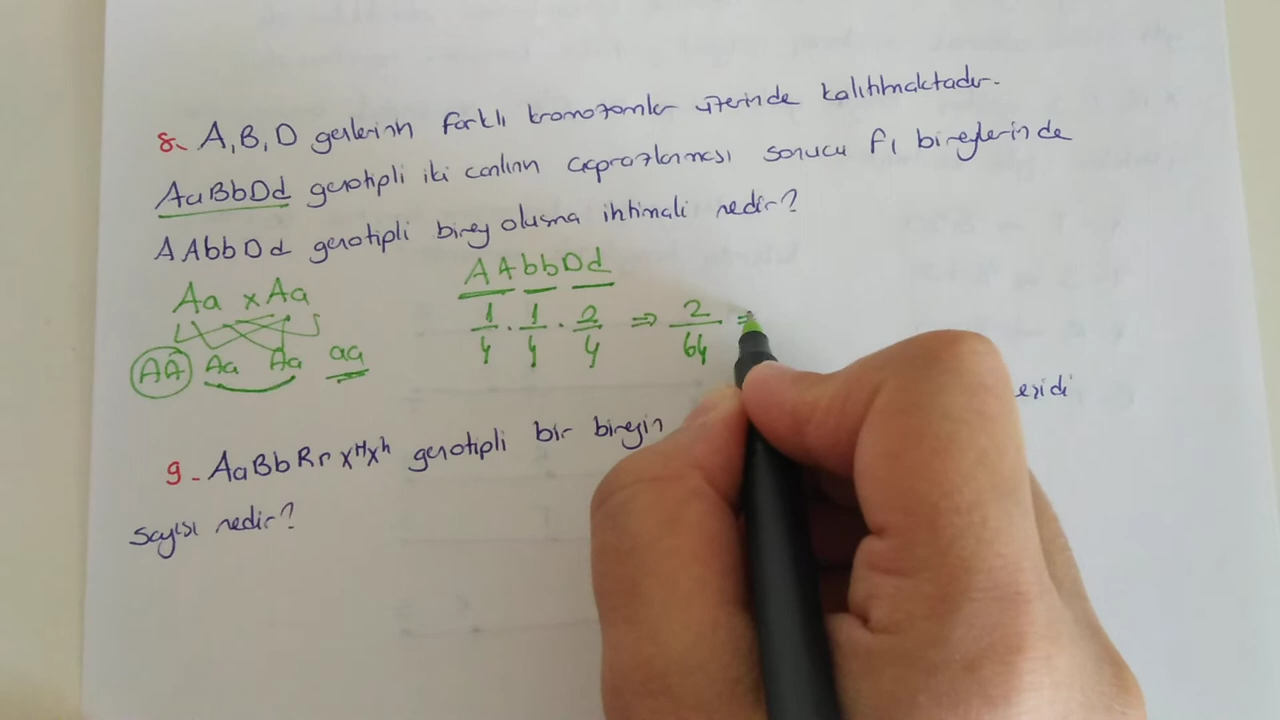 8. A, B, D genlerinin farklı kromozomlar üzerinde kalıtılmaktadır.
AaBbDd genotipli iki canlının çaprazlanması sonucu F1 bireylerinde
AAbbDd genotipli birey oluşma ihtimali nedir?
Aa x Aa
AA Aa Aa aa
AAbbDd
1/4 . 1/4 . 2/4 ⇒ 2/64 =
9- AaBbRr XᴴXʰ genotipli bir bireyin
sayısı nedir?